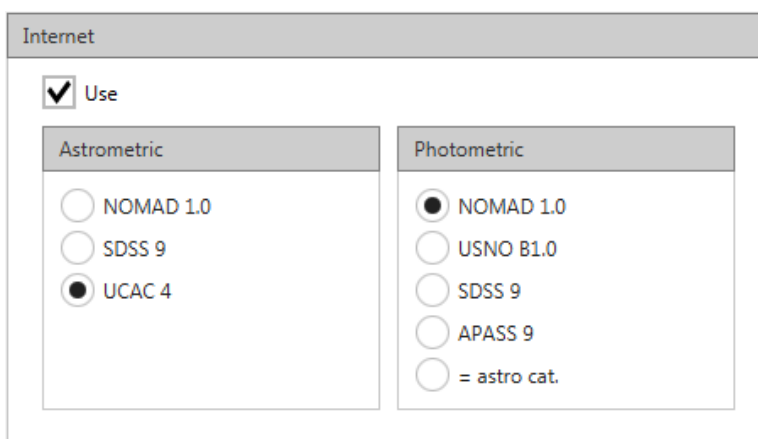 Internet
Use
Astrometric
NOMAD 1.0
SDSS 9
UCAC 4
Photometric
NOMAD 1.0
USNO B1.0
SDSS 9
APASS 9
= astro cat.